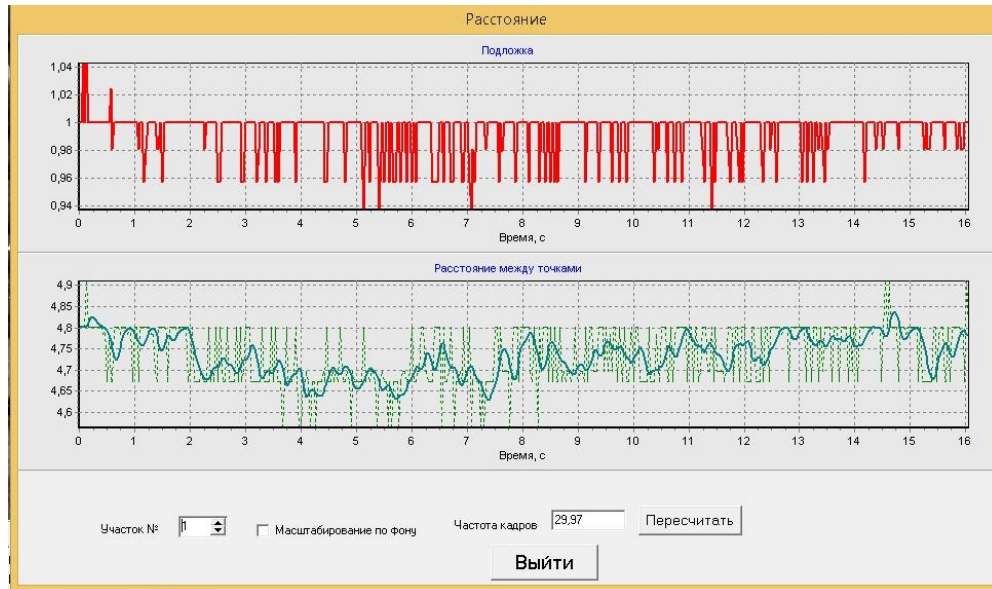 Расстояние
Подложка
1,04
1,02
1
0,98
0,96
0,94
0 1 2 3 4 5 6 7 8 9 10 11 12 13 14 15 16
Время, с
Расстояние между точками
4,9
4,85
4,8
4,75
4,7
4,65
4,6
0 1 2 3 4 5 6 7 8 9 10 11 12 13 14 15 16
Время, с
Участок № 1 Масштабирование по фону Частота кадров 29,97 Пересчитать
Выйти